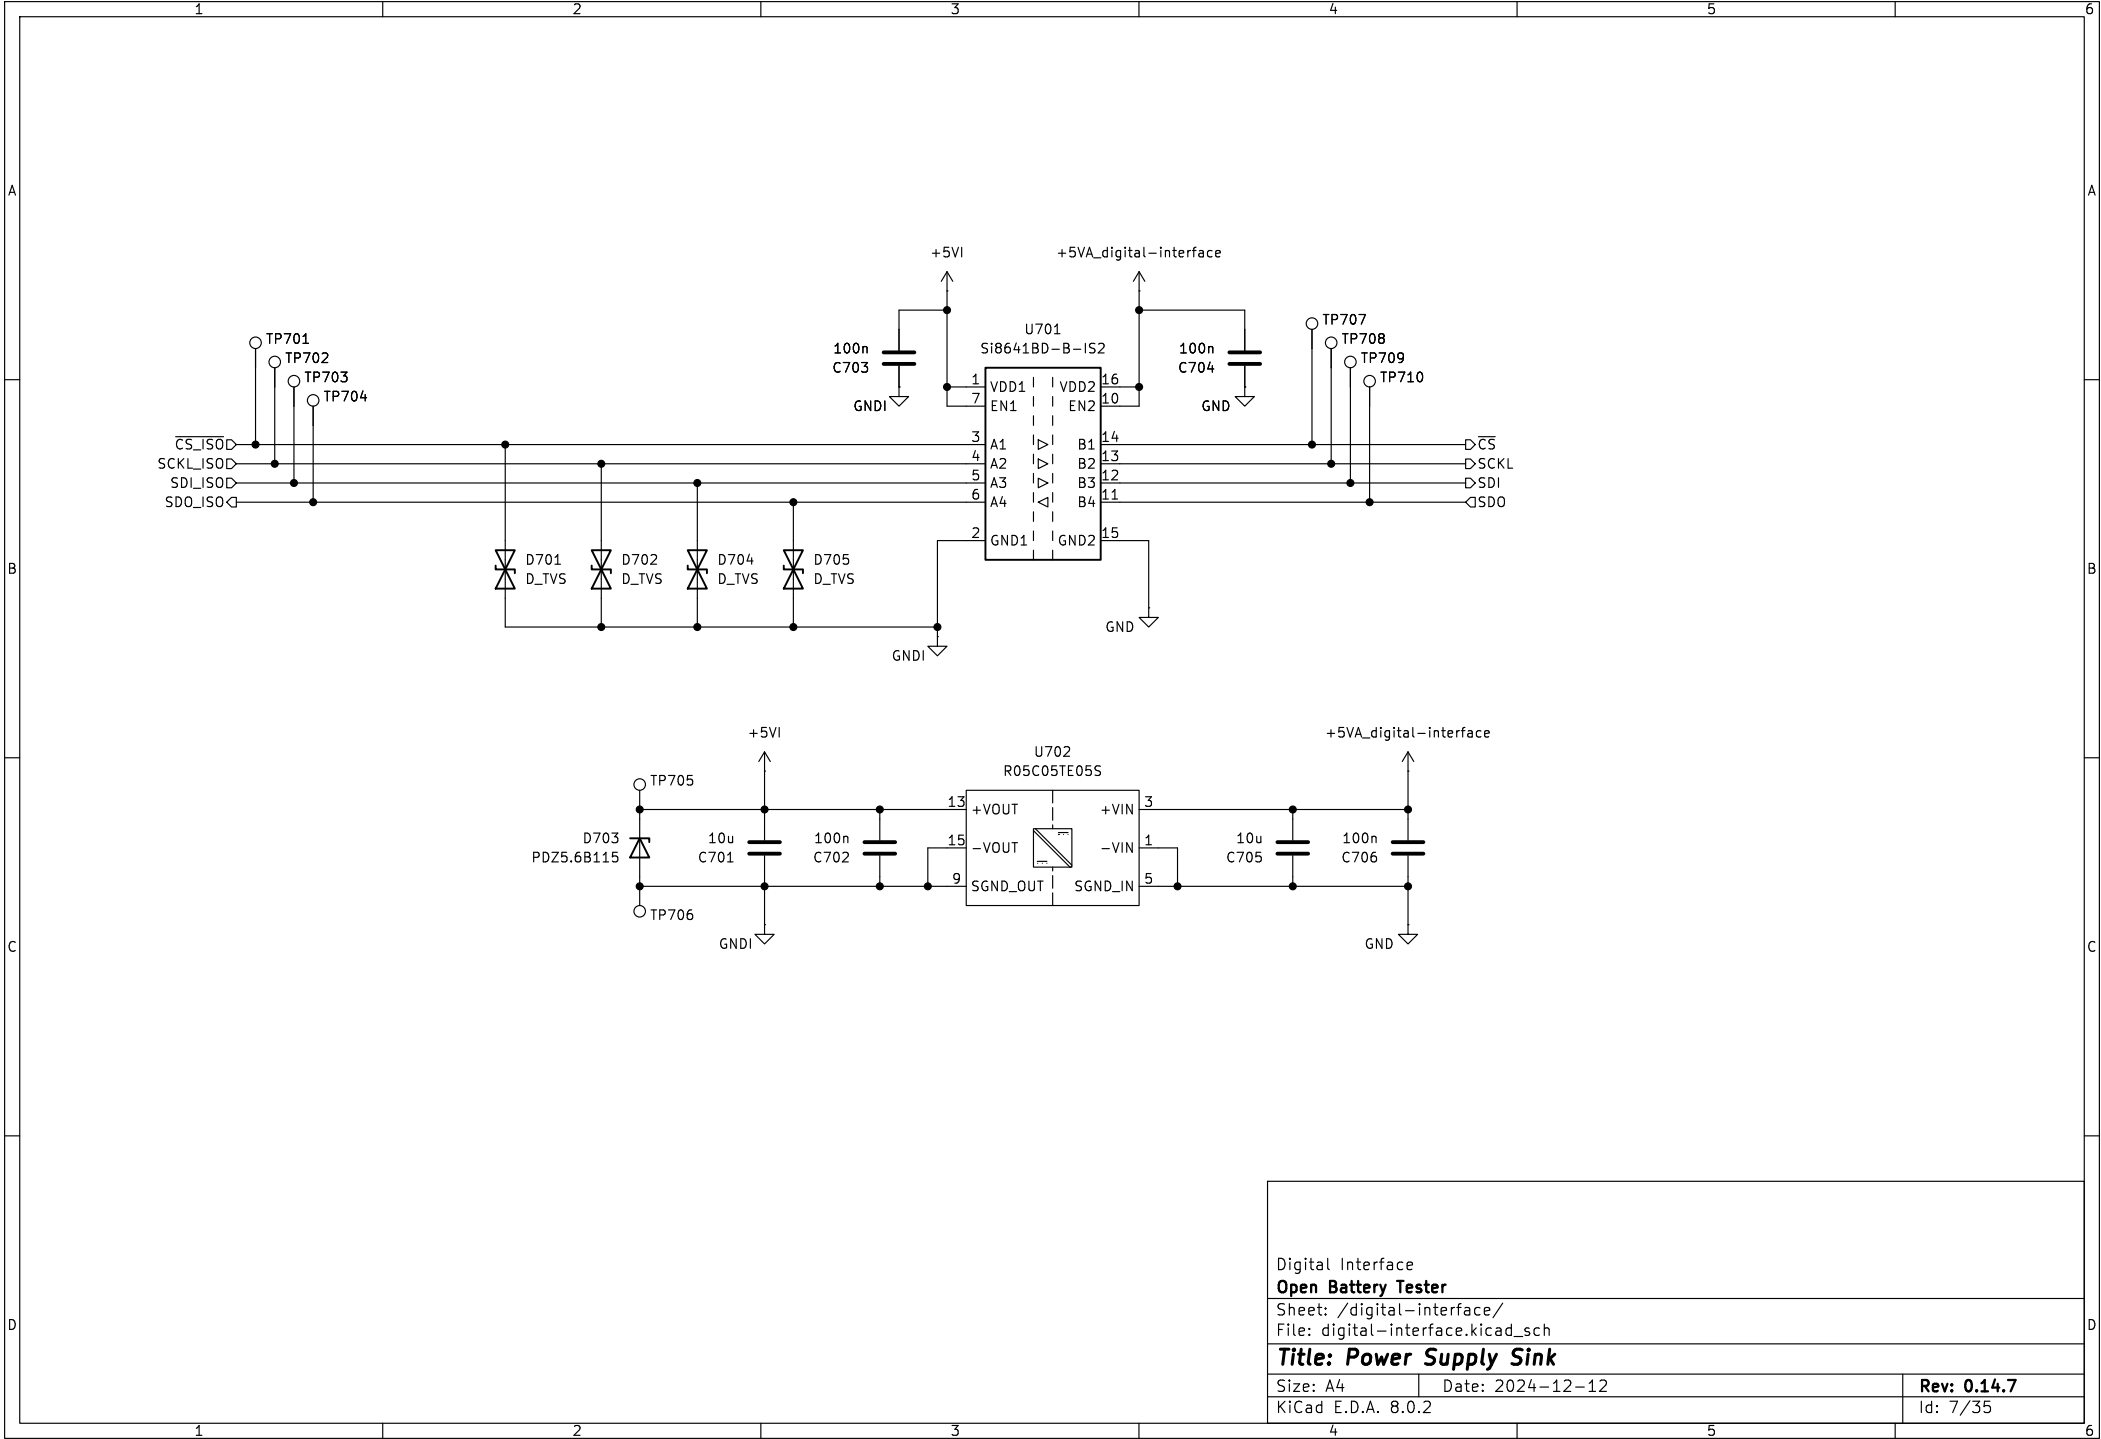 1 2 3 4 5 6
A A
+5VI +5VA_digital-interface
U701
Si8641BD-B-IS2
TP701
TP702
TP703
TP704
TP707
TP708
TP709
TP710
100n
C703
GNDI
100n
C704
GND
1 VDD1 VDD2 16
7 EN1 EN2 10
CS_ISO 3 A1 B1 14 CS
SCKL_ISO 4 A2 B2 13 SCKL
SDI_ISO 5 A3 B3 12 SDI
SDO_ISO 6 A4 B4 11 SDO
2 GND1 GND2 15
B B
D701
D_TVS
D702
D_TVS
D704
D_TVS
D705
D_TVS
GND
GNDI
+5VI +5VA_digital-interface
U702
R05C05TE05S
TP705
13 +VOUT +VIN 3
15 -VOUT -VIN 1
9 SGND_OUT SGND_IN 5
D703
PDZ5.6B115
10u
C701
100n
C702
10u
C705
100n
C706
TP706
GNDI GND
C C
Digital Interface
Open Battery Tester
Sheet: /digital-interface/
File: digital-interface.kicad_sch
D D
Title: Power Supply Sink
Size: A4 Date: 2024-12-12 Rev: 0.14.7
KiCad E.D.A. 8.0.2 Id: 7/35
1 2 3 4 5 6